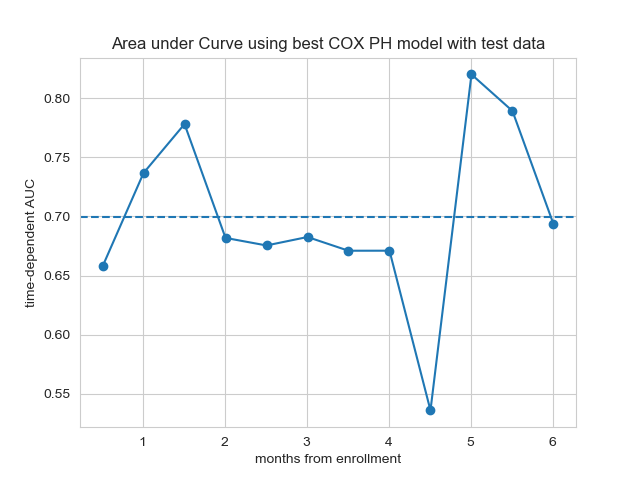 Area under Curve using best COX PH model with test data
time-dependent AUC
0.80
0.75
0.70
0.65
0.60
0.55
1 2 3 4 5 6
months from enrollment